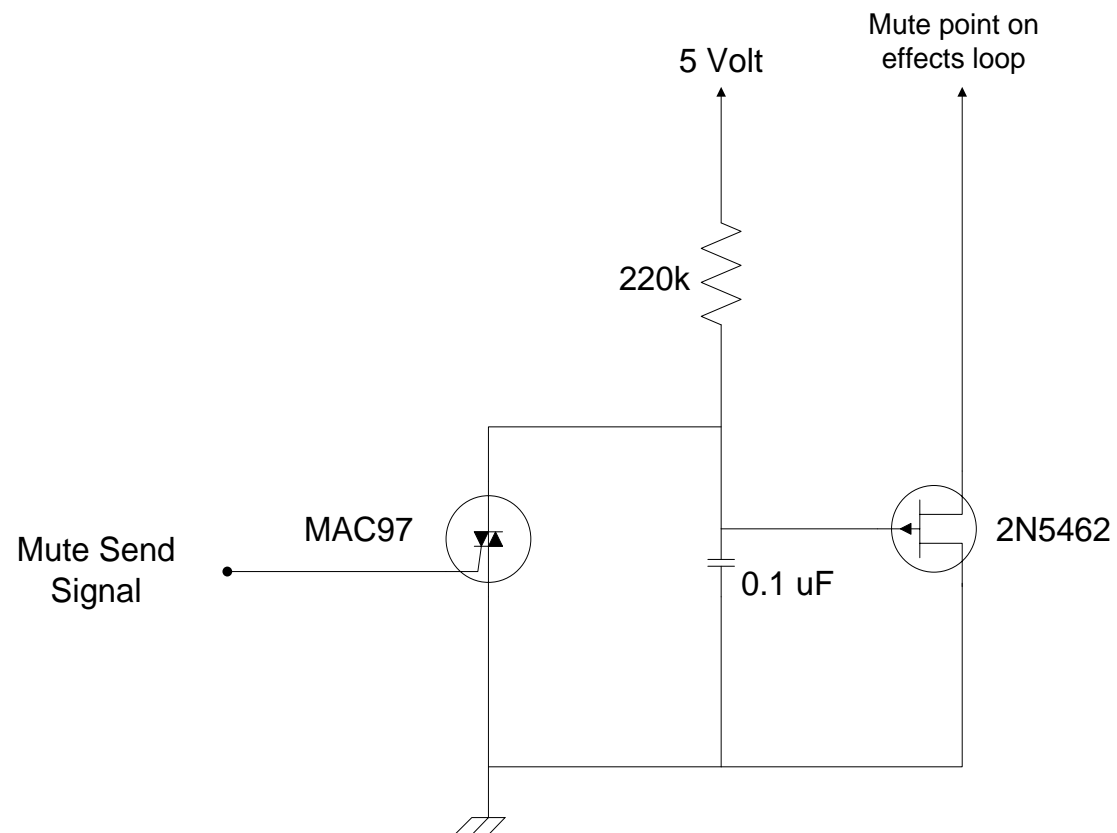 Mute point on
effects loop
5 Volt
220k
MAC97
2N5462
Mute Send
Signal
0.1 uF